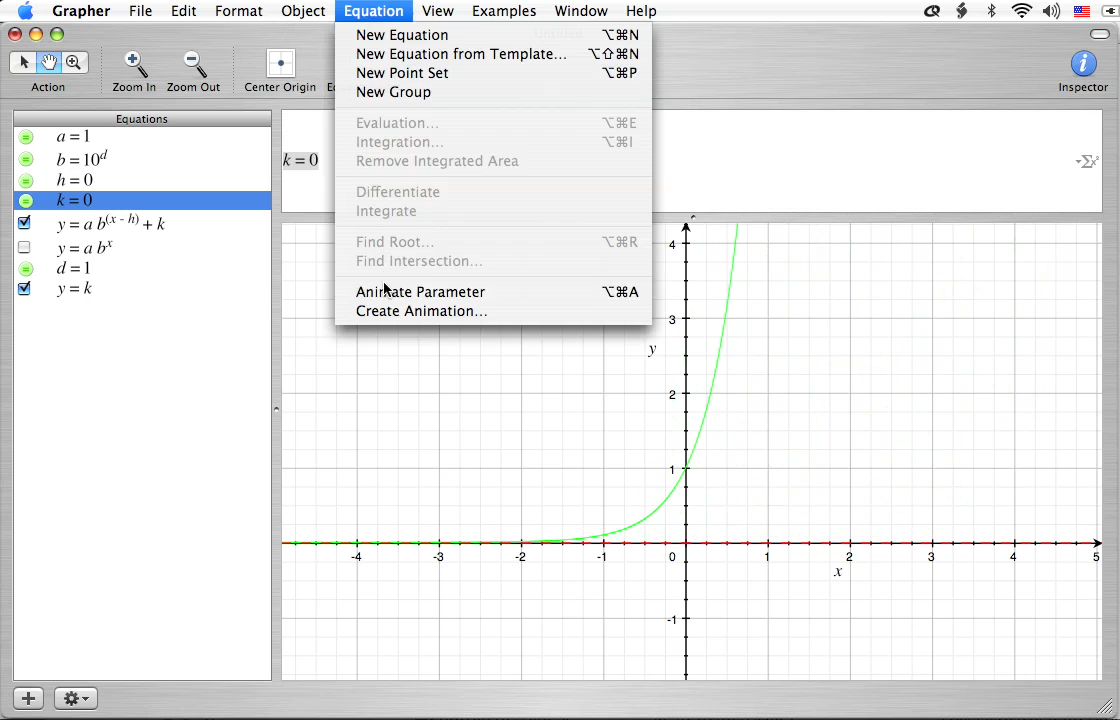 Grapher File Edit Format Object Equation View Examples Window Help
Action
Zoom In
Zoom Out
Center Origin
Inspector
New Equation ⌥⌘N
New Equation from Template... ⌥⇧⌘N
New Point Set ⌥⌘P
New Group
Evaluation... ⌥⌘E
Integration... ⌥⌘I
Remove Integrated Area
Differentiate
Integrate
Find Root... ⌥⌘R
Find Intersection...
Animate Parameter ⌥⌘A
Create Animation...
Equations
a = 1
b = 10^d
h = 0
k = 0
y = a b^(x - h) + k
y = a b^x
d = 1
y = k
k = 0
Σx²
4
3
y
2
1
-4 -3 -2 -1 0 1 2 3 4 5
x
-1